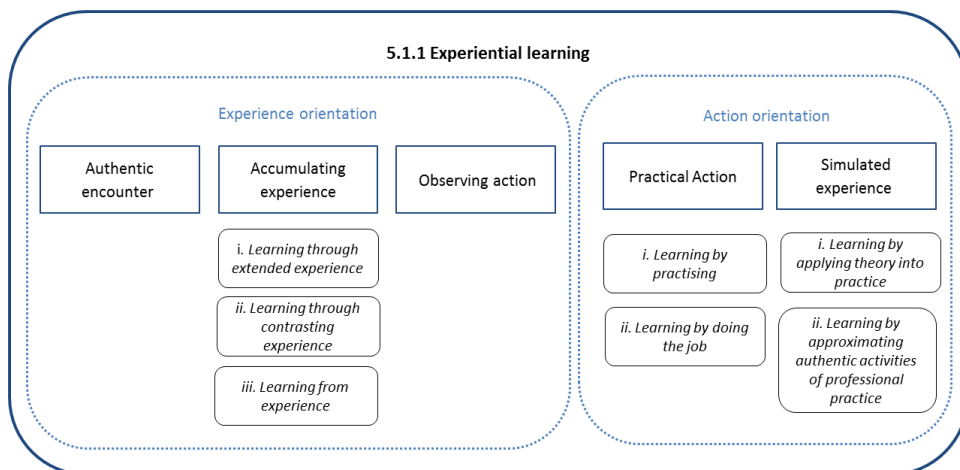 5.1.1 Experiential learning
Experience orientation
Authentic
encounter
Accumulating
experience
Observing action
i. Learning through
extended experience
ii. Learning through
contrasting
experience
iii. Learning from
experience
Action orientation
Practical Action
Simulated
experience
i. Learning by
practising
ii. Learning by doing
the job
i. Learning by
applying theory into
practice
ii. Learning by
approximating
authentic activities
of professional
practice